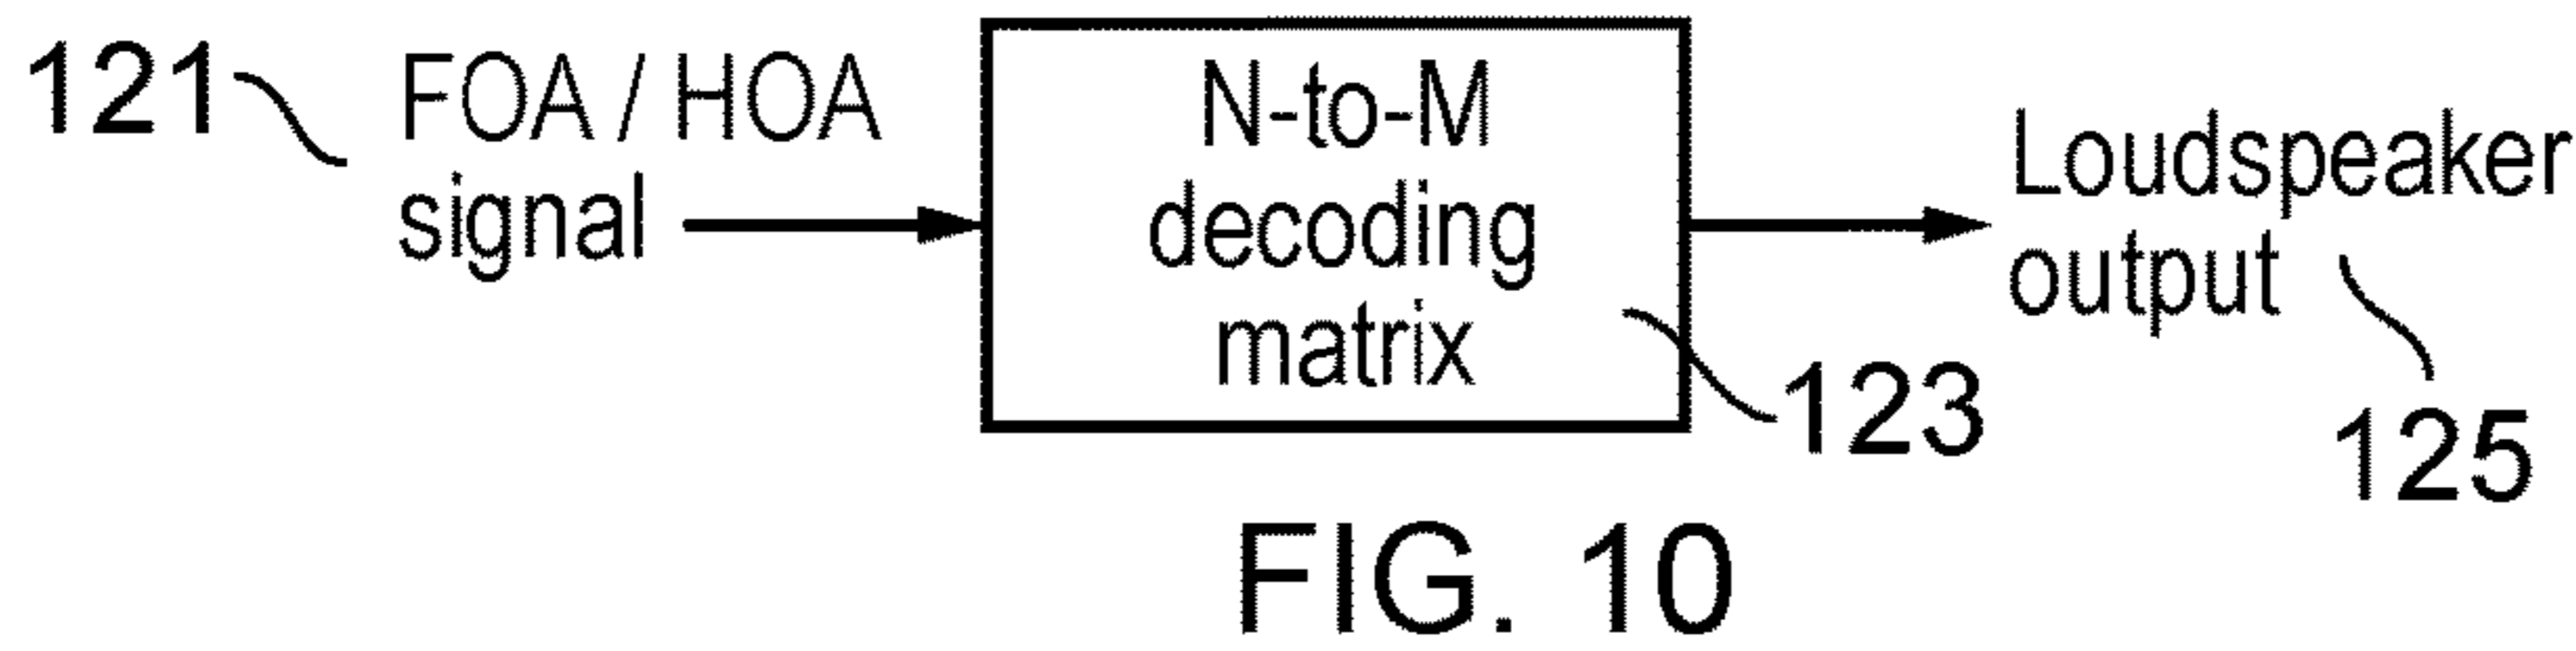 121
FOA / HOA
signal
N-to-M
decoding
matrix
123
Loudspeaker
output
125
FIG. 10